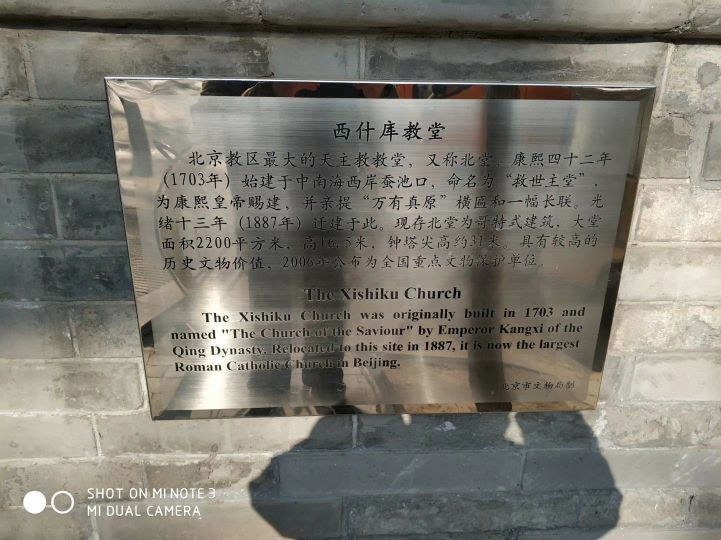 西什库教堂
北京教区最大的天主教教堂，又称北堂。康熙四十二年
（1703年）始建于中南海西岸蚕池口，命名为“救世主堂”，
为康熙皇帝赐建，并亲提“万有真原”横匾和一幅长联。光
绪十三年（1887年）迁建于此。现存北堂为哥特式建筑，大堂
面积2200平方米，高16.5米，钟塔尖高约31米。具有较高的
历史文物价值，2006年公布为全国重点文物保护单位。
The Xishiku Church
The Xishiku Church was originally built in 1703 and
named "The Church of the Saviour" by Emperor Kangxi of the
Qing Dynasty. Relocated to this site in 1887, it is now the largest
Roman Catholic Church in Beijing.
北京市文物局制
SHOT ON MI NOTE 3
MI DUAL CAMERA